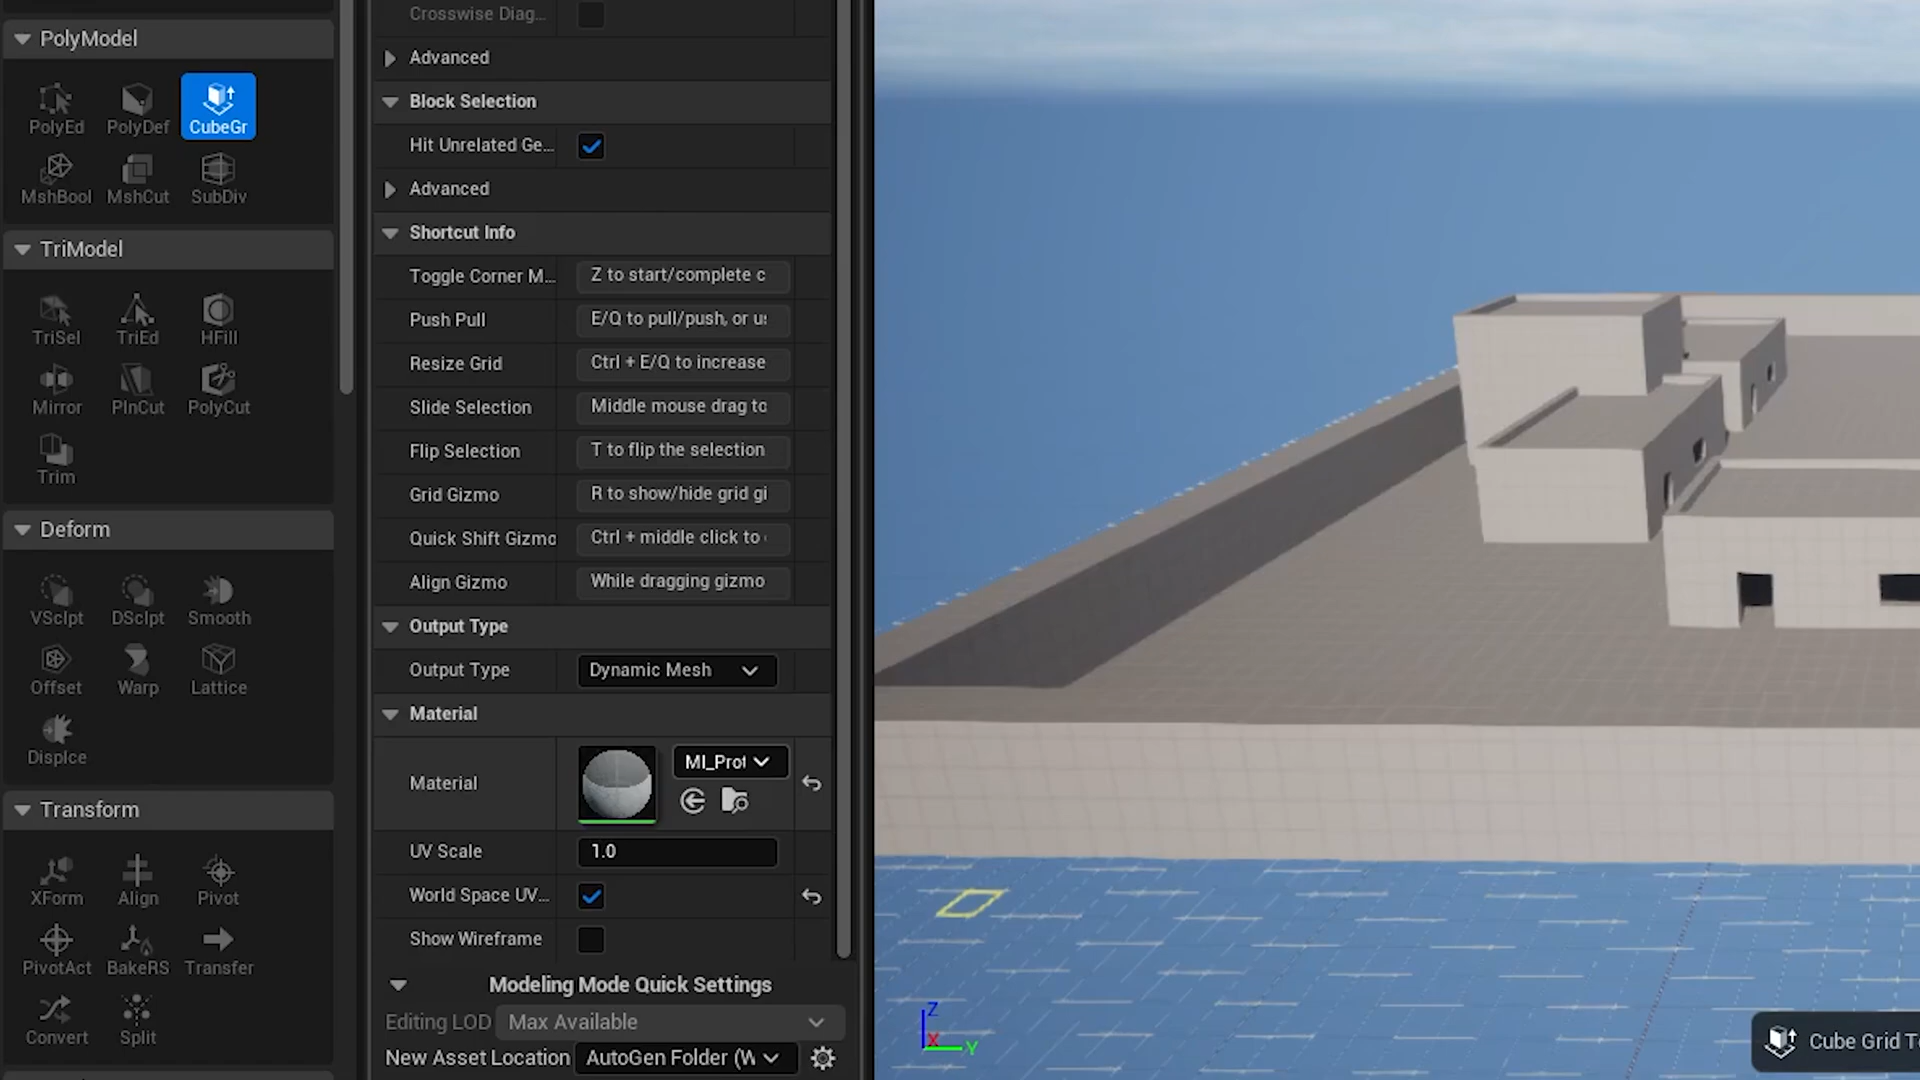 PolyModel
PolyEd
PolyDef
CubeGr
MshBool
MshCut
SubDiv
TriModel
TriSel
TriEd
HFill
Mirror
PlnCut
PolyCut
Trim
Deform
VSclpt
DSclpt
Smooth
Offset
Warp
Lattice
Displce
Transform
XForm
Align
Pivot
PivotAct
BakeRS
Transfer
Convert
Split
Crosswise Diag...
Advanced
Block Selection
Hit Unrelated Ge...
Advanced
Shortcut Info
Toggle Corner M... Z to start/complete c
Push Pull E/Q to pull/push, or us
Resize Grid Ctrl + E/Q to increase
Slide Selection Middle mouse drag to
Flip Selection T to flip the selection
Grid Gizmo R to show/hide grid gi
Quick Shift Gizmo Ctrl + middle click to
Align Gizmo While dragging gizmo
Output Type
Output Type Dynamic Mesh
Material
Material MI_Prot
UV Scale 1.0
World Space UV...
Show Wireframe
Modeling Mode Quick Settings
Editing LOD Max Available
New Asset Location AutoGen Folder (W
Z
X
Y
Cube Grid To